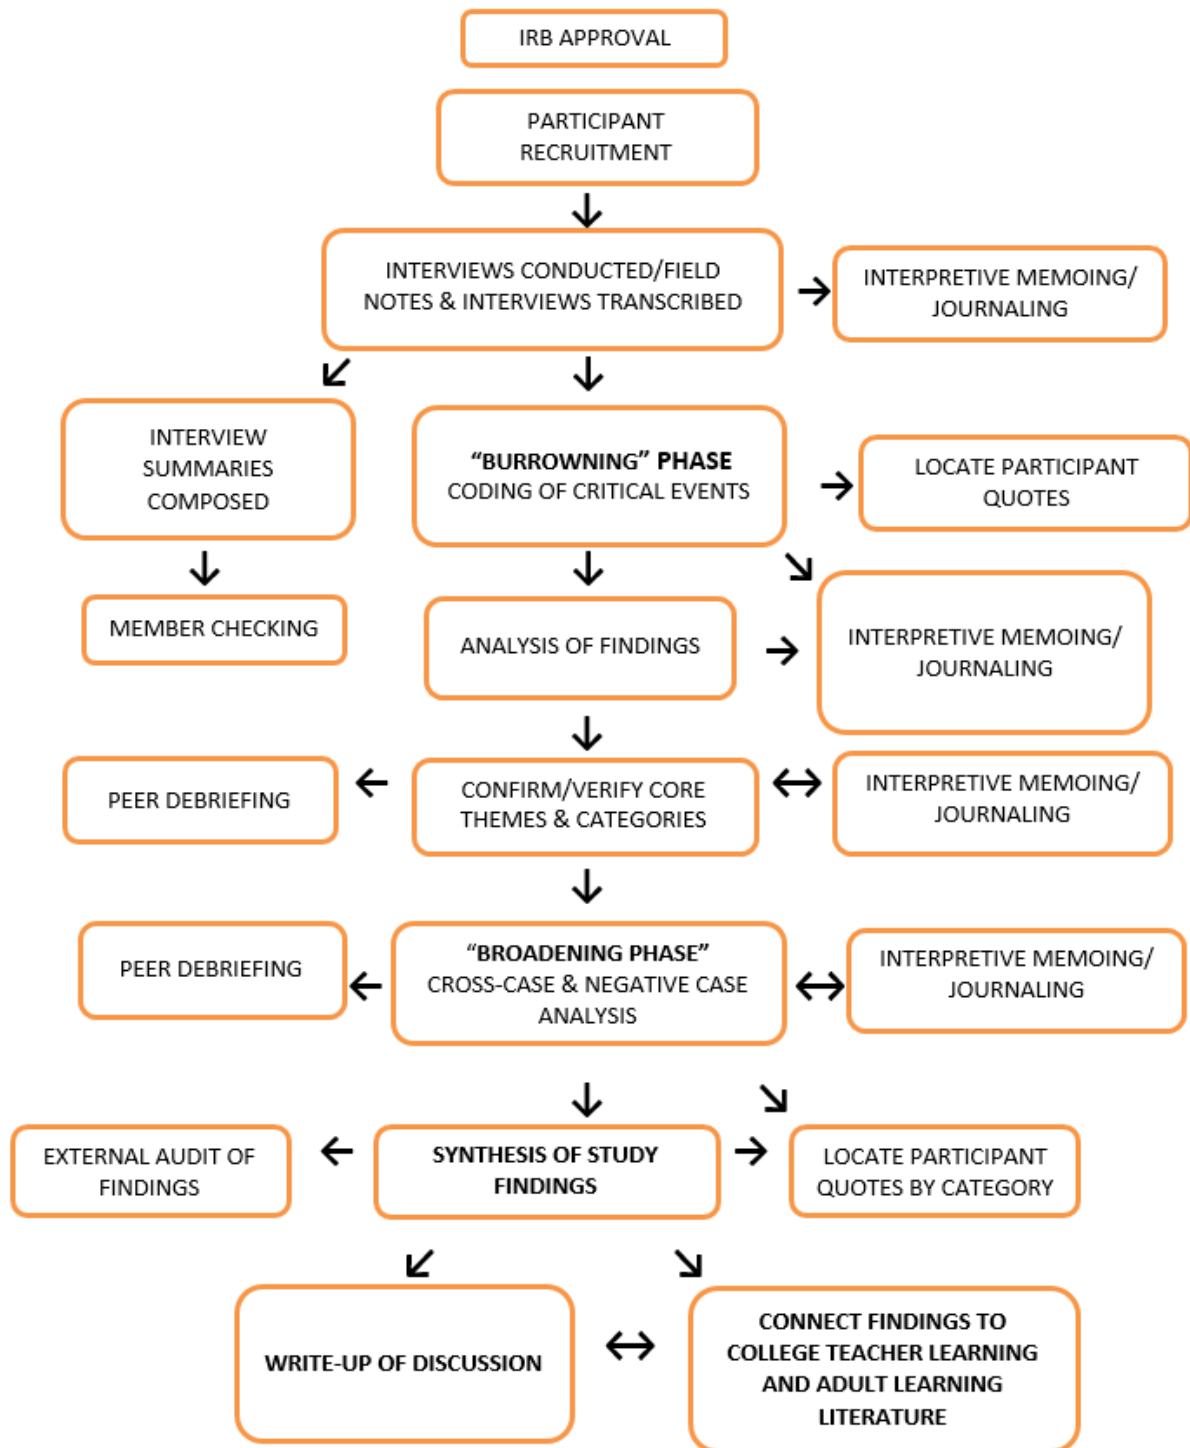 IRB APPROVAL
PARTICIPANT
RECRUITMENT
INTERVIEWS CONDUCTED/FIELD
NOTES & INTERVIEWS TRANSCRIBED
INTERPRETIVE MEMOING/
JOURNALING
INTERVIEW
SUMMARIES
COMPOSED
“BURROWNING” PHASE
CODING OF CRITICAL EVENTS
LOCATE PARTICIPANT
QUOTES
MEMBER CHECKING
ANALYSIS OF FINDINGS
INTERPRETIVE MEMOING/
JOURNALING
PEER DEBRIEFING
CONFIRM/VERIFY CORE
THEMES & CATEGORIES
INTERPRETIVE MEMOING/
JOURNALING
PEER DEBRIEFING
“BROADENING PHASE”
CROSS-CASE & NEGATIVE CASE
ANALYSIS
INTERPRETIVE MEMOING/
JOURNALING
EXTERNAL AUDIT OF
FINDINGS
SYNTHESIS OF STUDY
FINDINGS
LOCATE PARTICIPANT
QUOTES BY CATEGORY
WRITE-UP OF DISCUSSION
CONNECT FINDINGS TO
COLLEGE TEACHER LEARNING
AND ADULT LEARNING
LITERATURE